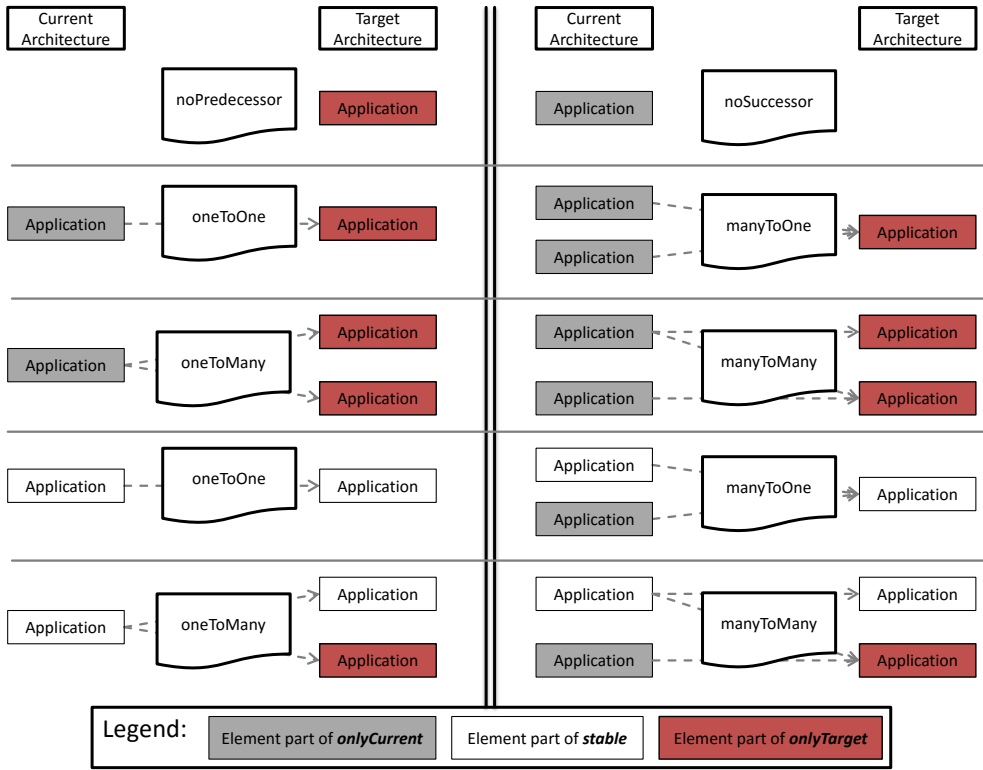 Current
Architecture
Target
Architecture
Current
Architecture
Target
Architecture
noPredecessor
Application
Application
noSuccessor
Application
oneToOne
Application
Application
Application
manyToOne
Application
Application
oneToMany
Application
Application
Application
Application
manyToMany
Application
Application
Application
oneToOne
Application
Application
Application
manyToOne
Application
Application
oneToMany
Application
Application
Application
Application
manyToMany
Application
Application
Legend:
Element part of onlyCurrent
Element part of stable
Element part of onlyTarget